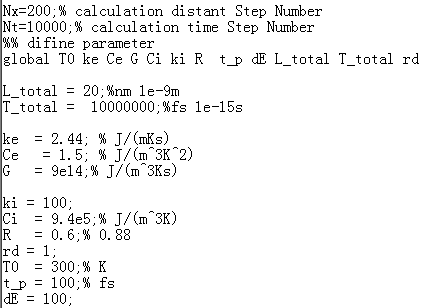 Nx=200;% calculation distant Step Number
Nt=10000;% calculation time Step Number
%% difine parameter
global T0 ke Ce G Ci ki R  t_p dE L_total T_total rd
L_total = 20;%nm 1e-9m
T_total =  10000000;%fs 1e-15s
ke  = 2.44; % J/(mKs)
Ce   = 1.5; % J/(m^3K^2)
G   = 9e14;% J/(m^3Ks)
ki = 100;
Ci  = 9.4e5;% J/(m^3K)
R   = 0.6;% 0.88
rd = 1;
T0  = 300;% K
t_p = 100;% fs
dE = 100;